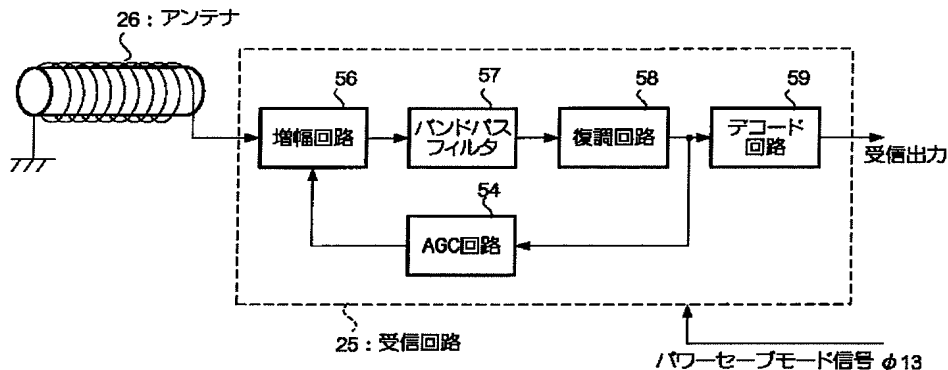 26：アンテナ
56
57
58
59
増幅回路
バンドパス
フィルタ
復調回路
デコード
回路
受信出力
54
AGC回路
25：受信回路
パワーセーブモード信号 φ13